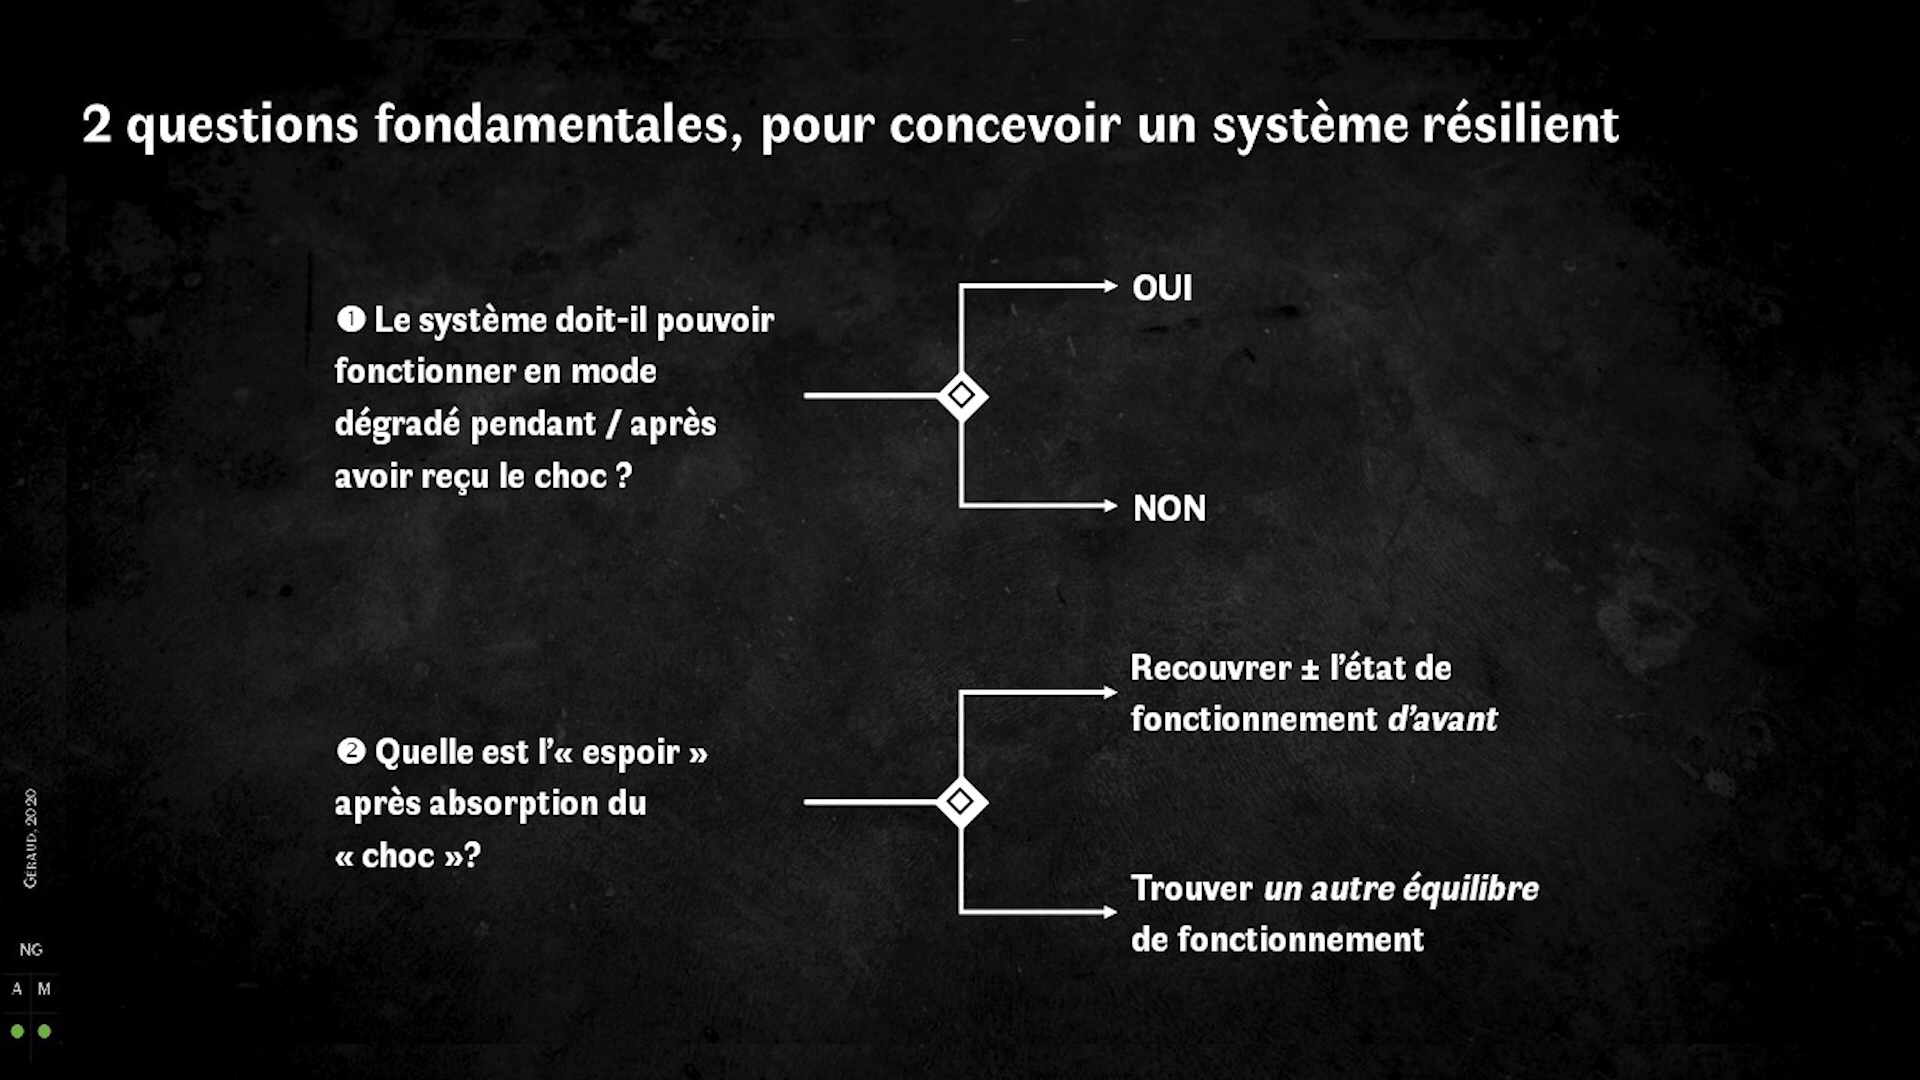 2 questions fondamentales, pour concevoir un système résilient
❶ Le système doit-il pouvoir
fonctionner en mode
dégradé pendant / après
avoir reçu le choc ?
OUI
NON
❷ Quelle est l’« espoir »
après absorption du
« choc »?
Recouvrer ± l’état de
fonctionnement d’avant
Trouver un autre équilibre
de fonctionnement
GÉRAUD, 2020
NG
A M